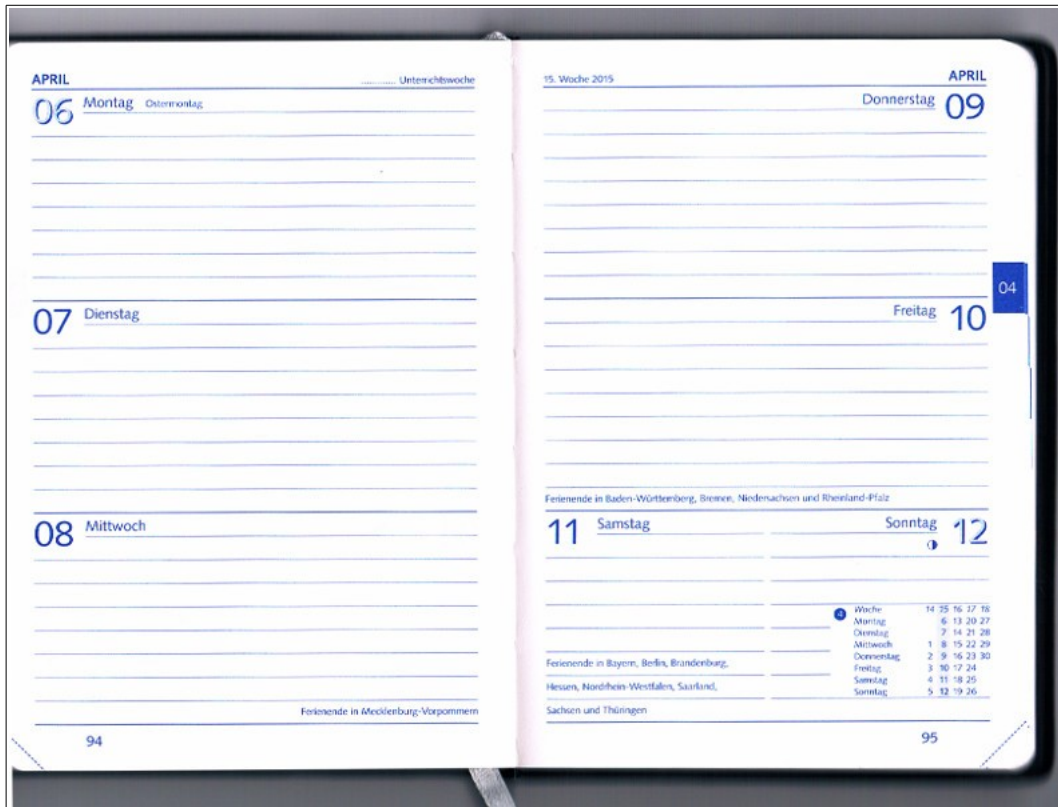 APRIL
Unterrichtswoche
06 Montag Ostermontag
07 Dienstag
08 Mittwoch
Ferienende in Mecklenburg-Vorpommern
94
15. Woche 2015
APRIL
Donnerstag 09
04
Freitag 10
Ferienende in Baden-Württemberg, Bremen, Niedersachsen und Rheinland-Pfalz
11 Samstag
Ferienende in Bayern, Berlin, Brandenburg,
Hessen, Nordrhein-Westfalen, Saarland,
Sachsen und Thüringen
Sonntag 12
4 Woche 14 15 16 17 18
Montag 6 13 20 27
Dienstag 7 14 21 28
Mittwoch 1 8 15 22 29
Donnerstag 2 9 16 23 30
Freitag 3 10 17 24
Samstag 4 11 18 25
Sonntag 5 12 19 26
95